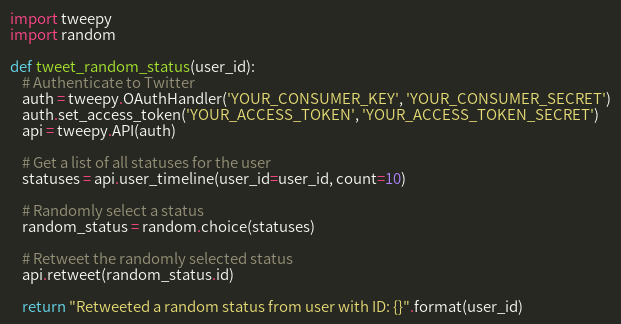 import tweepy
import random
def tweet_random_status(user_id):
# Authenticate to Twitter
auth = tweepy.OAuthHandler('YOUR_CONSUMER_KEY', 'YOUR_CONSUMER_SECRET')
auth.set_access_token('YOUR_ACCESS_TOKEN', 'YOUR_ACCESS_TOKEN_SECRET')
api = tweepy.API(auth)
# Get a list of all statuses for the user
statuses = api.user_timeline(user_id=user_id, count=10)
# Randomly select a status
random_status = random.choice(statuses)
# Retweet the randomly selected status
api.retweet(random_status.id)
return "Retweeted a random status from user with ID: {}".format(user_id)